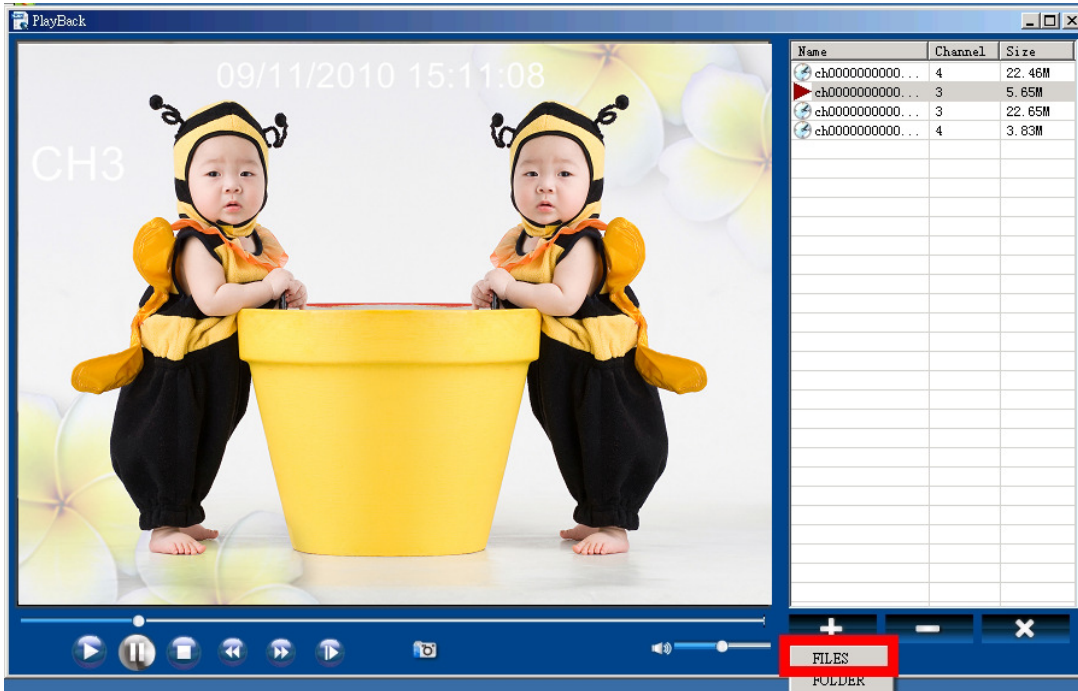 PlayBack
09/11/2010 15:11:08
CH3
Name Channel Size
ch0000000000... 4 22.46M
ch0000000000... 3 5.65M
ch0000000000... 3 22.65M
ch0000000000... 4 3.83M
FILES
FOLDER